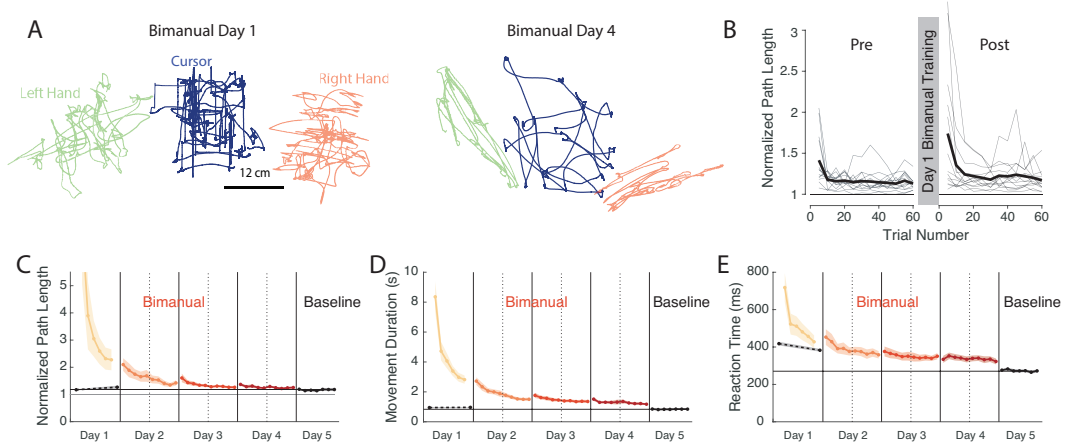 A
Bimanual Day 1
Bimanual Day 4
Left Hand
Cursor
Right Hand
12 cm
B
Normalized Path Length
3
2.5
2
1.5
1
Pre
Day 1 Bimanual Training
Post
0 20 40 60
0 20 40 60
Trial Number
C
Normalized Path Length
5
4
3
2
1
0
Bimanual
Baseline
Day 1 Day 2 Day 3 Day 4 Day 5
D
Movement Duration (s)
10
8
6
4
2
0
Bimanual
Baseline
Day 1 Day 2 Day 3 Day 4 Day 5
E
Reaction Time (ms)
800
600
400
200
0
Bimanual
Baseline
Day 1 Day 2 Day 3 Day 4 Day 5